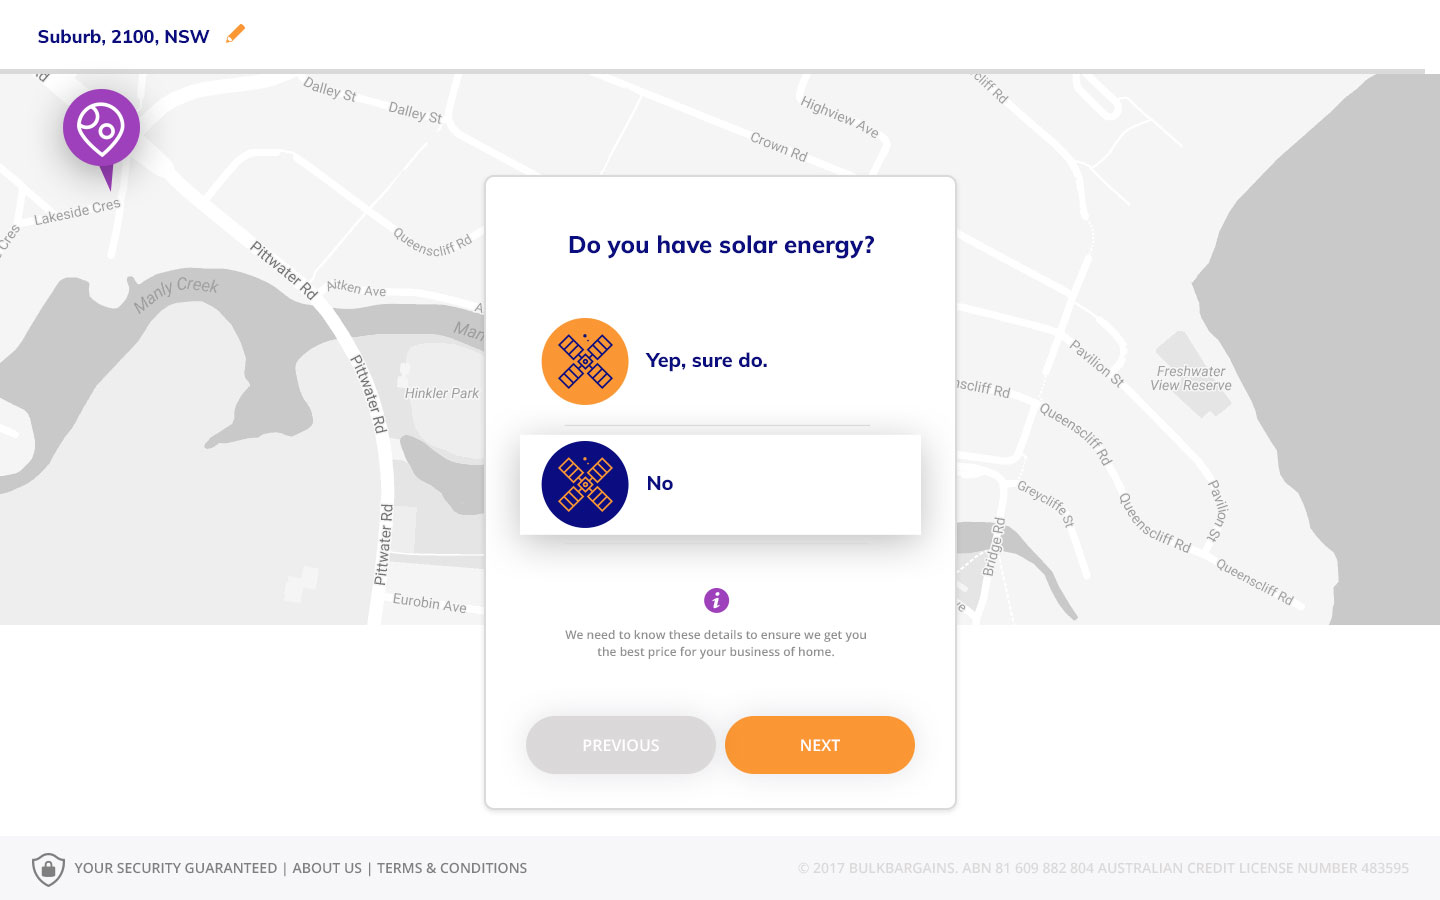 Suburb, 2100, NSW
Rd
Dalley St
Dalley St
Highview Ave
Crown Rd
cliff Rd
Lakeside Cres
Cres
Queenscliff Rd
Pittwater Rd
Manly Creek
Aitken Ave
A
Man
Pittwater Rd
Hinkler Park
Pittwater Rd
Eurobin Ave
Pavilion St
Freshwater
View Reserve
nscliff Rd
Queenscliff Rd
Greycliffe St
Bridge Rd
Queenscliff Rd
Pavilion St
Queenscliff Rd
ve
Do you have solar energy?
Yep, sure do.
No
i
We need to know these details to ensure we get you
the best price for your business of home.
PREVIOUS
NEXT
YOUR SECURITY GUARANTEED | ABOUT US | TERMS & CONDITIONS
© 2017 BULKBARGAINS. ABN 81 609 882 804 AUSTRALIAN CREDIT LICENSE NUMBER 483595